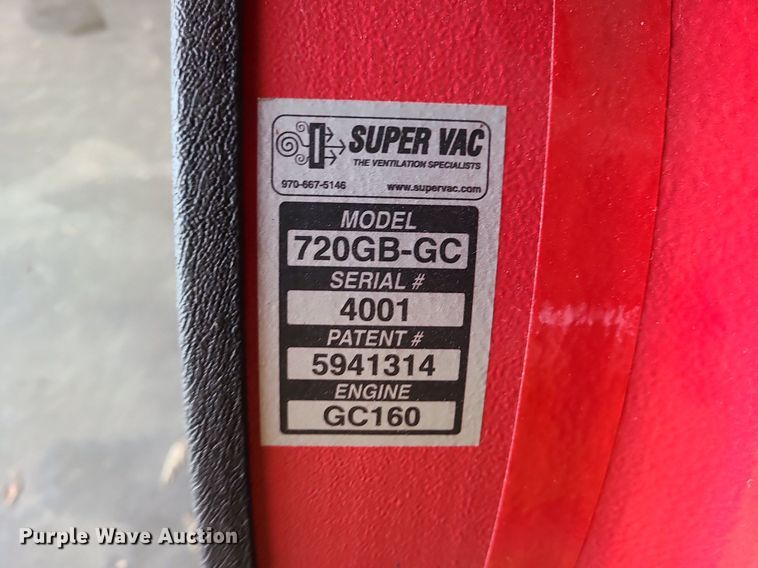 SUPER VAC
THE VENTILATION SPECIALISTS
970-667-5146 www.supervac.com
MODEL
720GB-GC
SERIAL #
4001
PATENT #
5941314
ENGINE
GC160
Purple Wave Auction